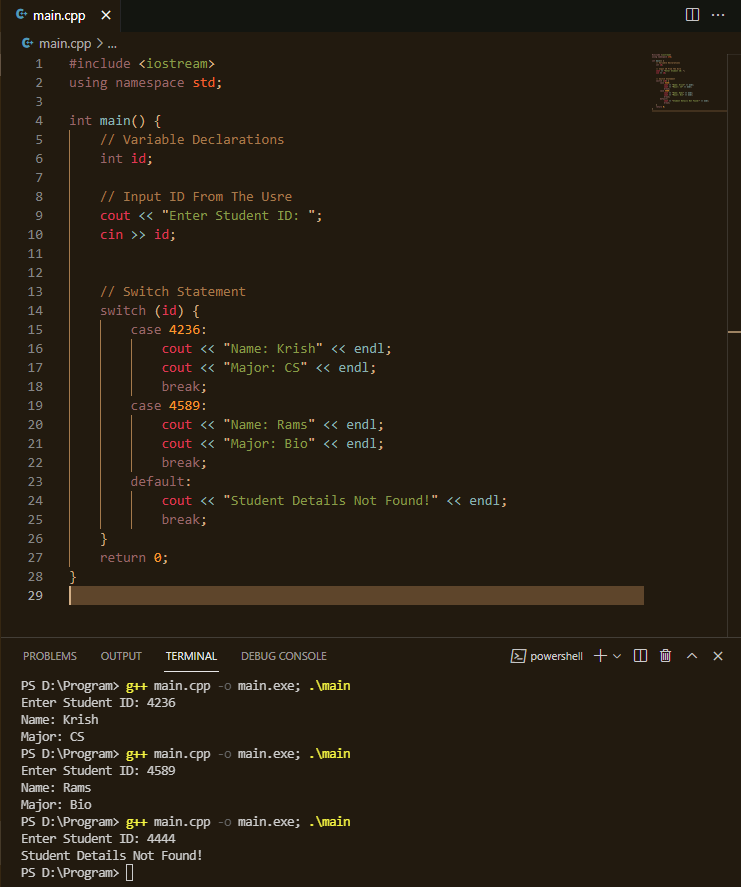 main.cpp
main.cpp > ...
1 #include <iostream>
2 using namespace std;
3
4 int main() {
5     // Variable Declarations
6     int id;
7
8     // Input ID From The Usre
9     cout << "Enter Student ID: ";
10     cin >> id;
11
12
13     // Switch Statement
14     switch (id) {
15         case 4236:
16             cout << "Name: Krish" << endl;
17             cout << "Major: CS" << endl;
18             break;
19         case 4589:
20             cout << "Name: Rams" << endl;
21             cout << "Major: Bio" << endl;
22             break;
23         default:
24             cout << "Student Details Not Found!" << endl;
25             break;
26     }
27     return 0;
28 }
29
PROBLEMS OUTPUT TERMINAL DEBUG CONSOLE powershell
PS D:\Program> g++ main.cpp -o main.exe; .\main
Enter Student ID: 4236
Name: Krish
Major: CS
PS D:\Program> g++ main.cpp -o main.exe; .\main
Enter Student ID: 4589
Name: Rams
Major: Bio
PS D:\Program> g++ main.cpp -o main.exe; .\main
Enter Student ID: 4444
Student Details Not Found!
PS D:\Program>